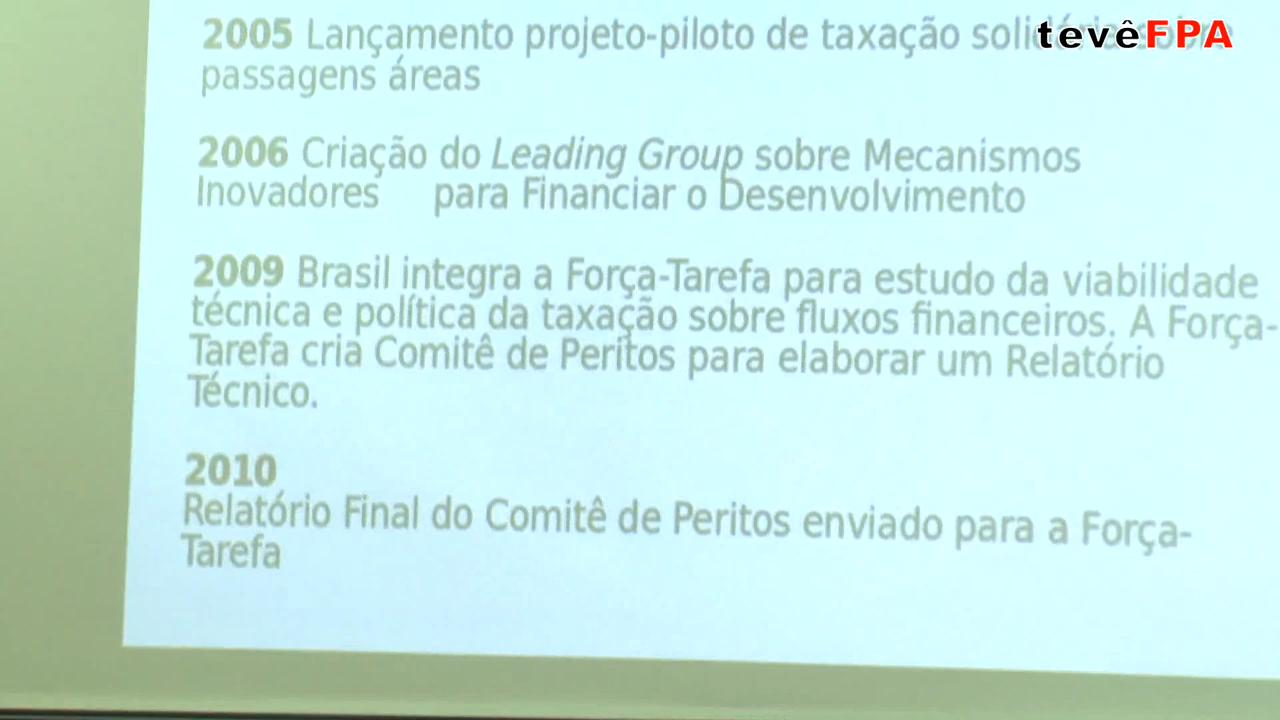 2005 Lançamento projeto-piloto de taxação
tevêFPA
passagens áreas
2006 Criação do Leading Group sobre Mecanismos
Inovadores para Financiar o Desenvolvimento
2009 Brasil integra a Força-Tarefa para estudo da viabilidade
técnica e política da taxação sobre fluxos financeiros. A Força-
Tarefa cria Comitê de Peritos para elaborar um Relatório
Técnico.
2010
Relatório Final do Comitê de Peritos enviado para a Força-
Tarefa